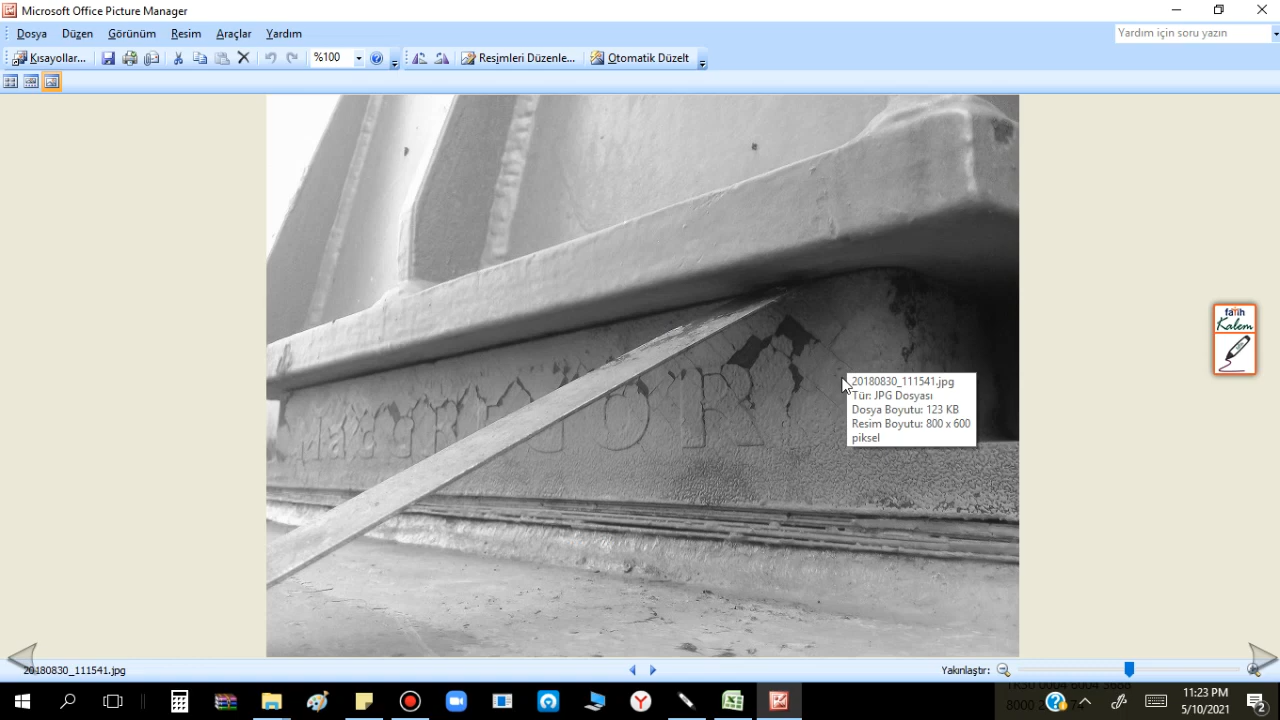 Microsoft Office Picture Manager
Dosya Düzen Görünüm Resim Araçlar Yardım
Yardım için soru yazın
Kısayollar... %100 Resimleri Düzenle... Otomatik Düzelt
fatih
Kalem
20180830_111541.jpg
Tür: JPG Dosyası
Dosya Boyutu: 123 KB
Resim Boyutu: 800 x 600
piksel
20180830_111541.jpg
Yakınlaştır:
11:23 PM
5/10/2021
2